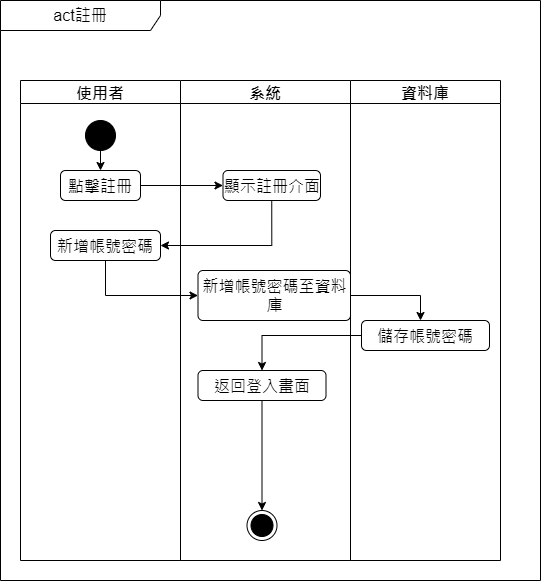 act註冊
使用者
系統
資料庫
點擊註冊
顯示註冊介面
新增帳號密碼
新增帳號密碼至資料
庫
儲存帳號密碼
返回登入畫面